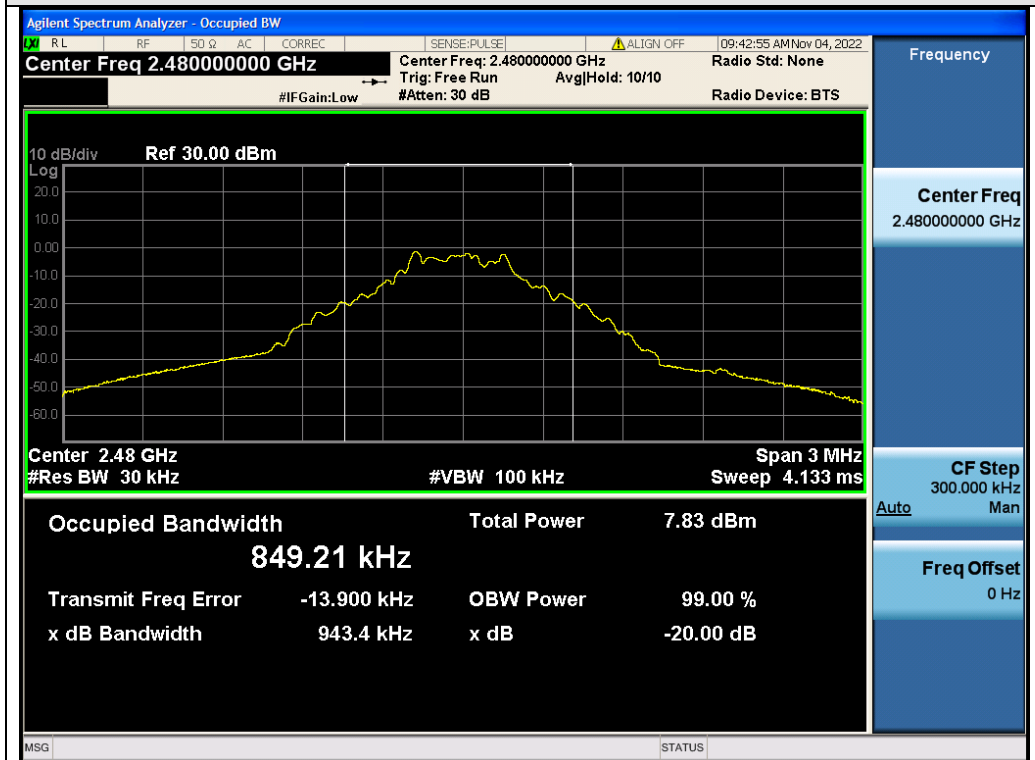 Agilent Spectrum Analyzer - Occupied BW
LXI RL RF 50 Ω AC CORREC SENSE:PULSE ALIGN OFF 09:42:55 AM Nov 04, 2022
Center Freq 2.480000000 GHz
Center Freq: 2.480000000 GHz
Radio Std: None
Trig: Free Run Avg|Hold: 10/10
#IFGain:Low
#Atten: 30 dB
Radio Device: BTS
10 dB/div Ref 30.00 dBm
Log
20.0
10.0
0.00
-10.0
-20.0
-30.0
-40.0
-50.0
-60.0
Center 2.48 GHz Span 3 MHz
#Res BW 30 kHz #VBW 100 kHz Sweep 4.133 ms
Occupied Bandwidth Total Power 7.83 dBm
849.21 kHz
Transmit Freq Error -13.900 kHz OBW Power 99.00 %
x dB Bandwidth 943.4 kHz x dB -20.00 dB
MSG STATUS
Frequency
Center Freq
2.480000000 GHz
CF Step
300.000 kHz
Auto Man
Freq Offset
0 Hz